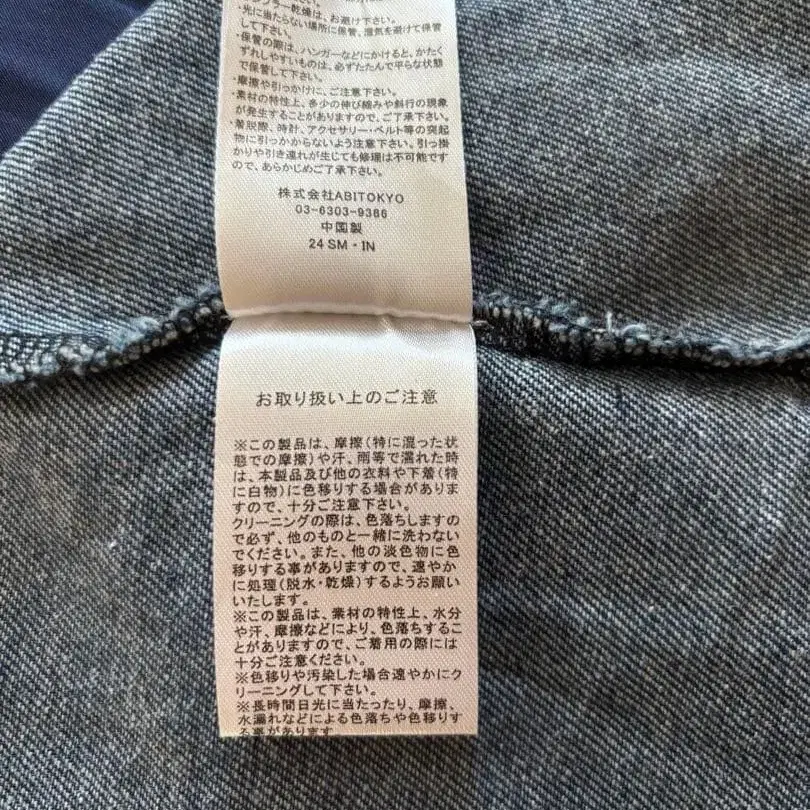 ンブラー乾燥は、お避け下さい。
・光に当たらない場所に保管、湿気を避けて保管
して下さい。
・保管の際は、ハンガーなどにかけると、かたく
ずれしやすいものは、必ずたたんで平らな状態
で保管して下さい。
・摩擦や引っかけに、ご注意下さい。
・素材の特性上、多少の伸び縮みや斜行の現象
が発生することがありますので、ご了承下さい。
・着脱際、時計、アクセサリー・ベルト等の突起
物に引っかからないよう注意下さい。引っ掛
かりや引き連れが生じても修理は不可能です
ので、あらかじめご了承下さい。
株式会社ABITOKYO
03-6303-9386
中国製
24 SM・IN
お取り扱い上のご注意
※この製品は、摩擦(特に混った状
態での摩擦)や汗、雨等で濡れた時
は、本製品及び他の衣料や下着(特
に白物)に色移りする場合がありま
すので、十分ご注意下さい。
クリーニングの際は、色落ちしますの
で必ず、他のものと一緒に洗わない
でください。また、他の淡色物に色
移りする事がありますので、速やか
に処理(脱水・乾燥)するようお願い
いたします。
※この製品は、素材の特性上、水分
や汗、摩擦などにより、色落ちするこ
とがありますので、ご着用の際には
十分ご注意ください。
※色移りや汚染した場合速やかにク
リーニングして下さい。
※長時間日光に当たったり、摩擦、
水漏れなどによる色落ちや色移りす
る事があります